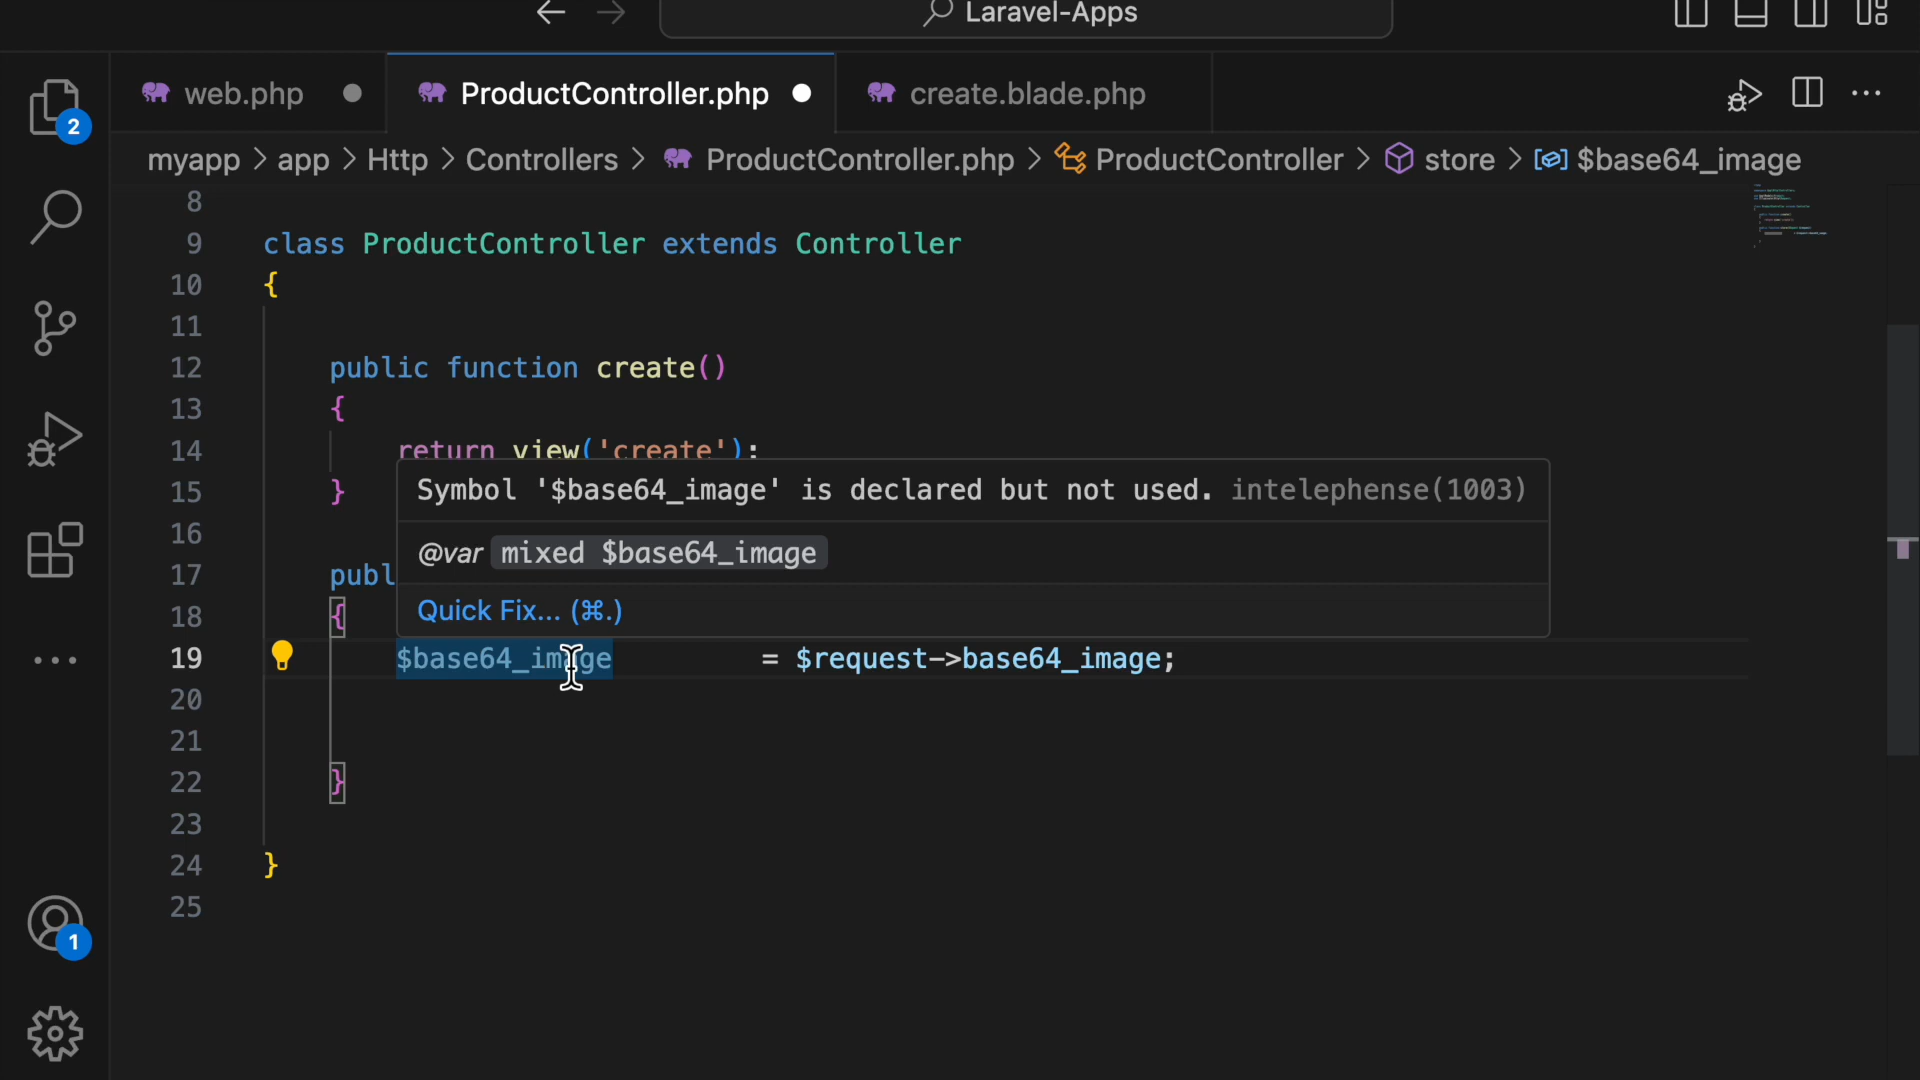 Laravel-Apps
web.php
ProductController.php
create.blade.php
2
myapp > app > Http > Controllers > ProductController.php > ProductController > store > $base64_image
8
9 class ProductController extends Controller
10 {
11
12 public function create()
13 {
14 return view('create');
15 }
16
17 publ
18 {
19 $base64_image = $request->base64_image;
20
21
22 }
23
24 }
25
Symbol '$base64_image' is declared but not used. intelephense(1003)
@var mixed $base64_image
Quick Fix... (⌘.)
1